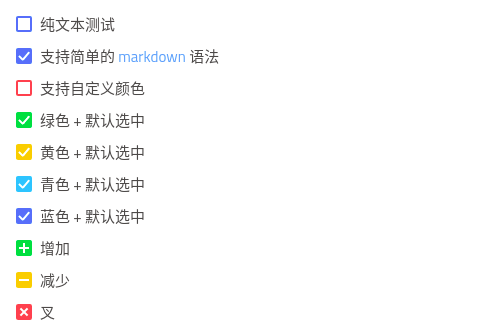 纯文本测试
支持简单的 markdown 语法
支持自定义颜色
绿色 + 默认选中
黄色 + 默认选中
青色 + 默认选中
蓝色 + 默认选中
增加
减少
叉